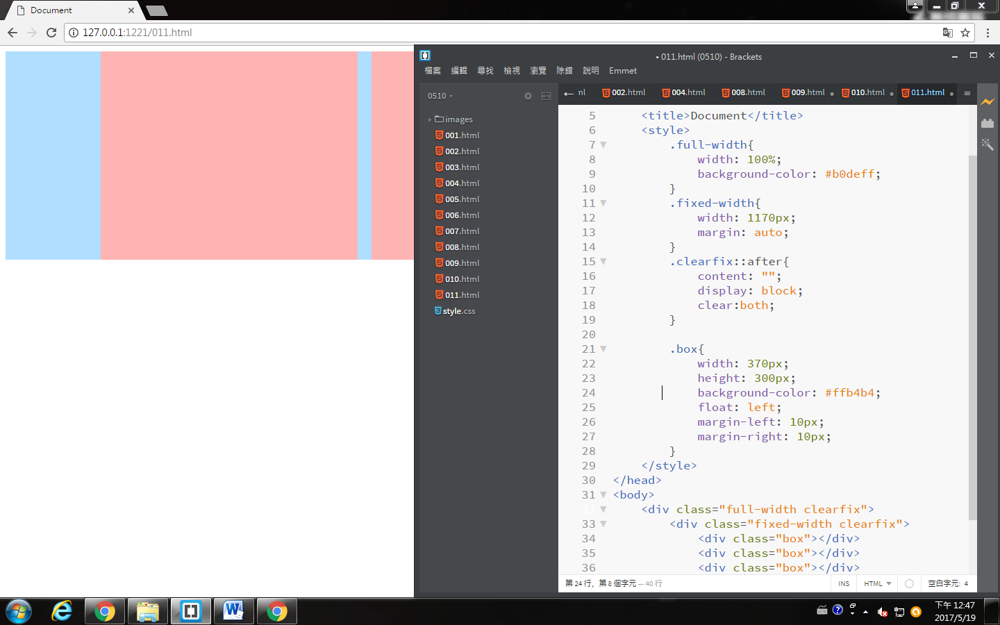 Document
127.0.0.1:1221/011.html
• 011.html (0510) - Brackets
檔案 編輯 尋找 檢視 瀏覽 除錯 說明 Emmet
0510
nl 002.html 004.html 008.html 009.html 010.html 011.html
images
001.html
002.html
003.html
004.html
005.html
006.html
007.html
008.html
009.html
010.html
011.html
style.css
5 <title>Document</title>
6 <style>
7 .full-width{
8 width: 100%;
9 background-color: #b0deff;
10 }
11 .fixed-width{
12 width: 1170px;
13 margin: auto;
14 }
15 .clearfix::after{
16 content: "";
17 display: block;
18 clear:both;
19 }
20
21 .box{
22 width: 370px;
23 height: 300px;
24 background-color: #ffb4b4;
25 float: left;
26 margin-left: 10px;
27 margin-right: 10px;
28 }
29 </style>
30 </head>
31 <body>
32 <div class="full-width clearfix">
33 <div class="fixed-width clearfix">
34 <div class="box"></div>
35 <div class="box"></div>
36 <div class="box"></div>
第 24 行, 第 8 個字元 — 40 行 INS HTML 空白字元: 4
下午 12:47
2017/5/19